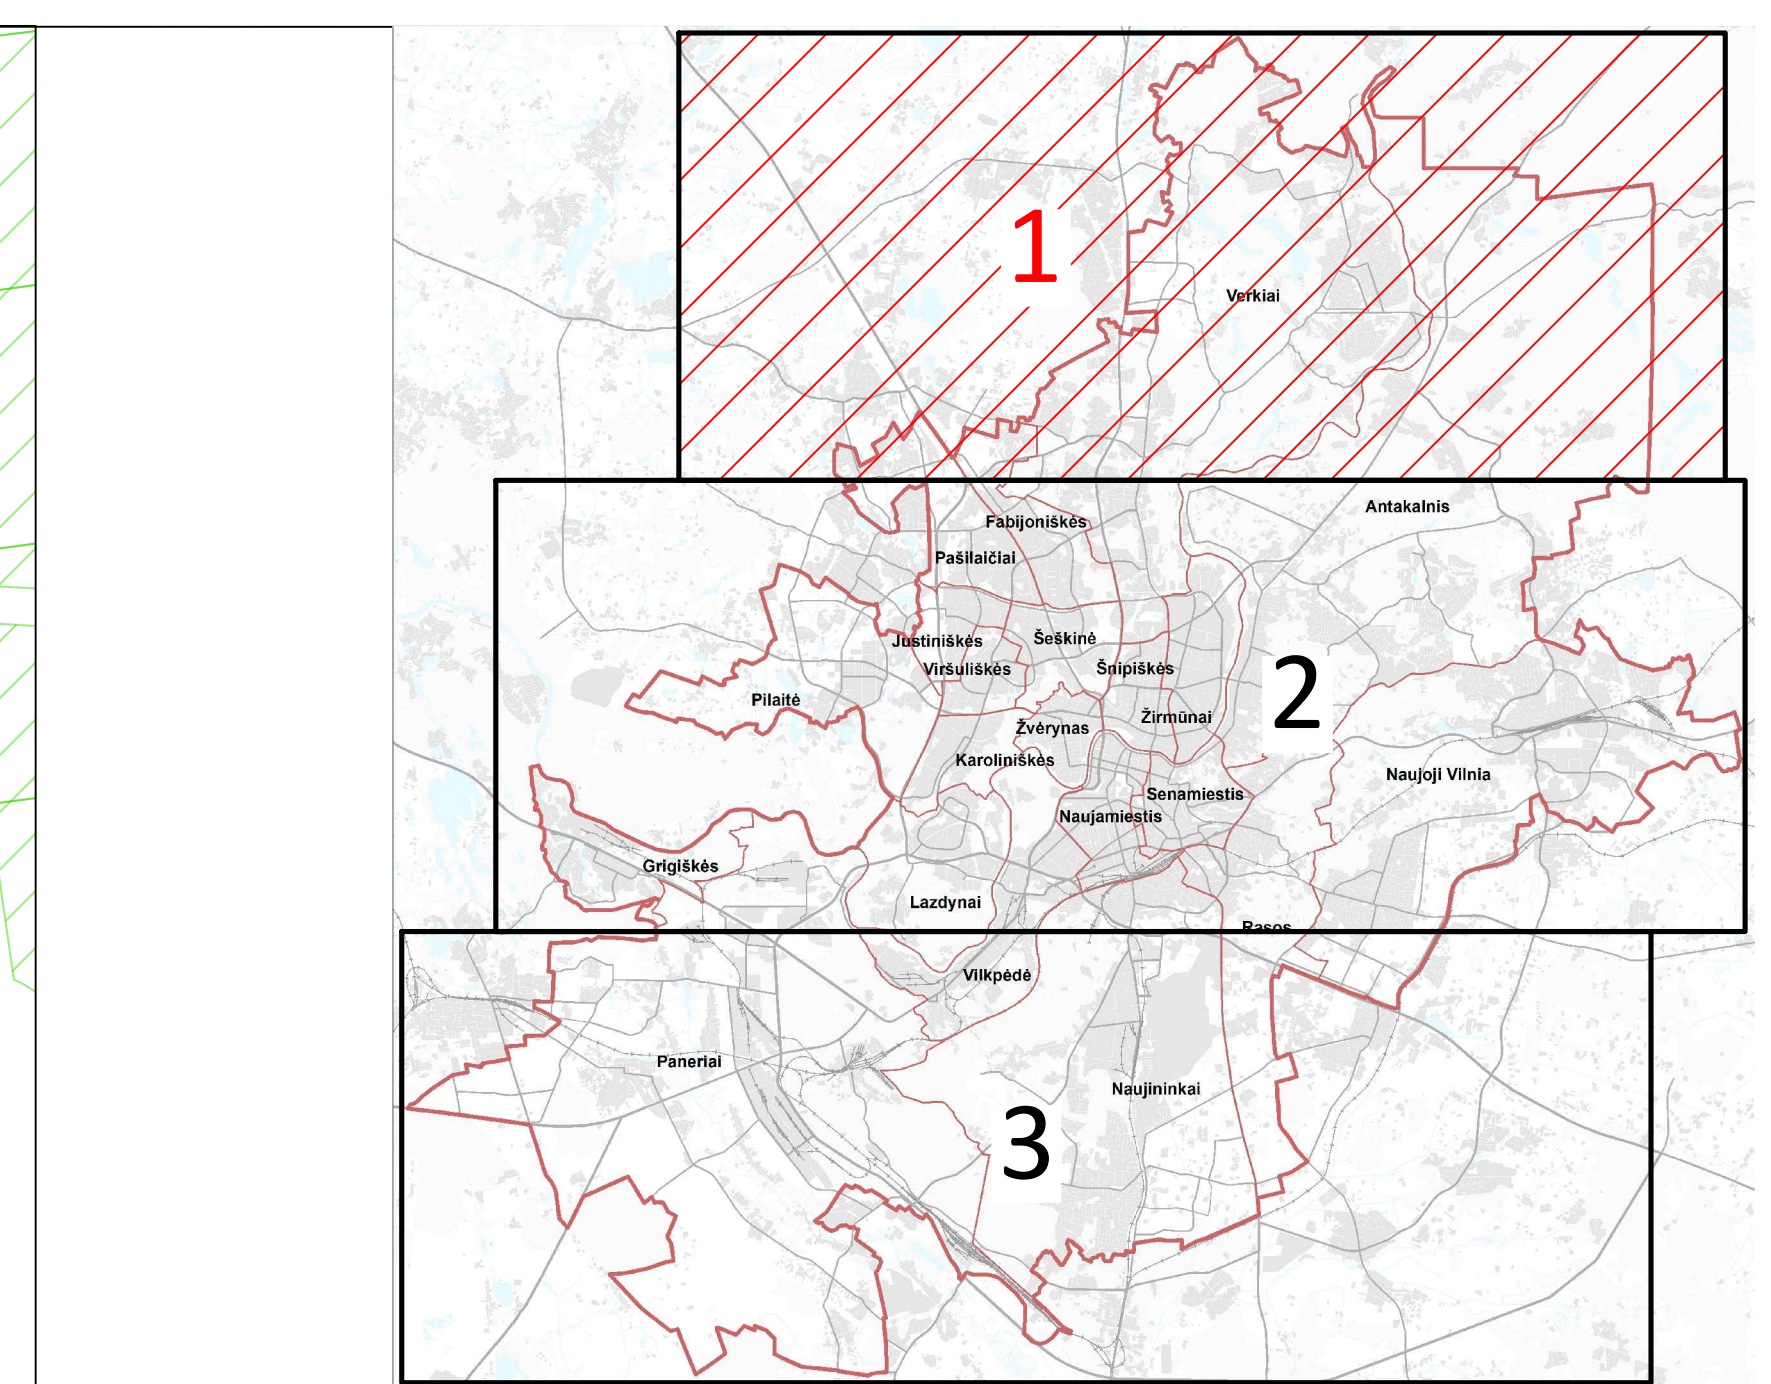 1
Verkiai
Antakalnis
Fabijoniškės
Pašilaičiai
Justiniškės
Šeškinė
Viršuliškės
Šnipiškės
2
Pilaitė
Žirmūnai
Žvėrynas
Karoliniškės
Naujoji Vilnia
Senamiestis
Naujamiestis
Grigiškės
Lazdynai
Rasos
Vilkpėdė
Paneriai
Naujininkai
3